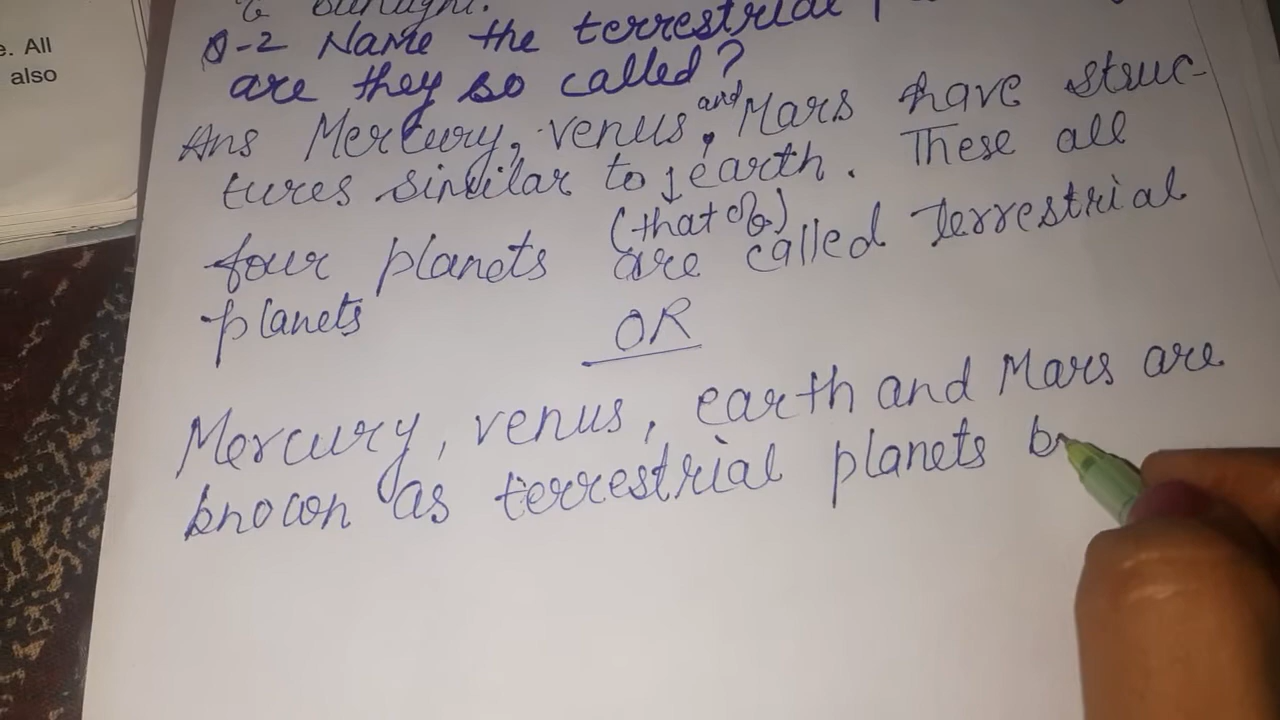 e. All
also
sunlight.
Q-2 Name the terrestrial
are they so called?
Ans Mercury, venus, and Mars have struc-
tures similar to earth. These all
(that of)
four planets are called terrestrial
planets
OR
Mercury, venus, earth and Mars are
known as terrestrial planets b